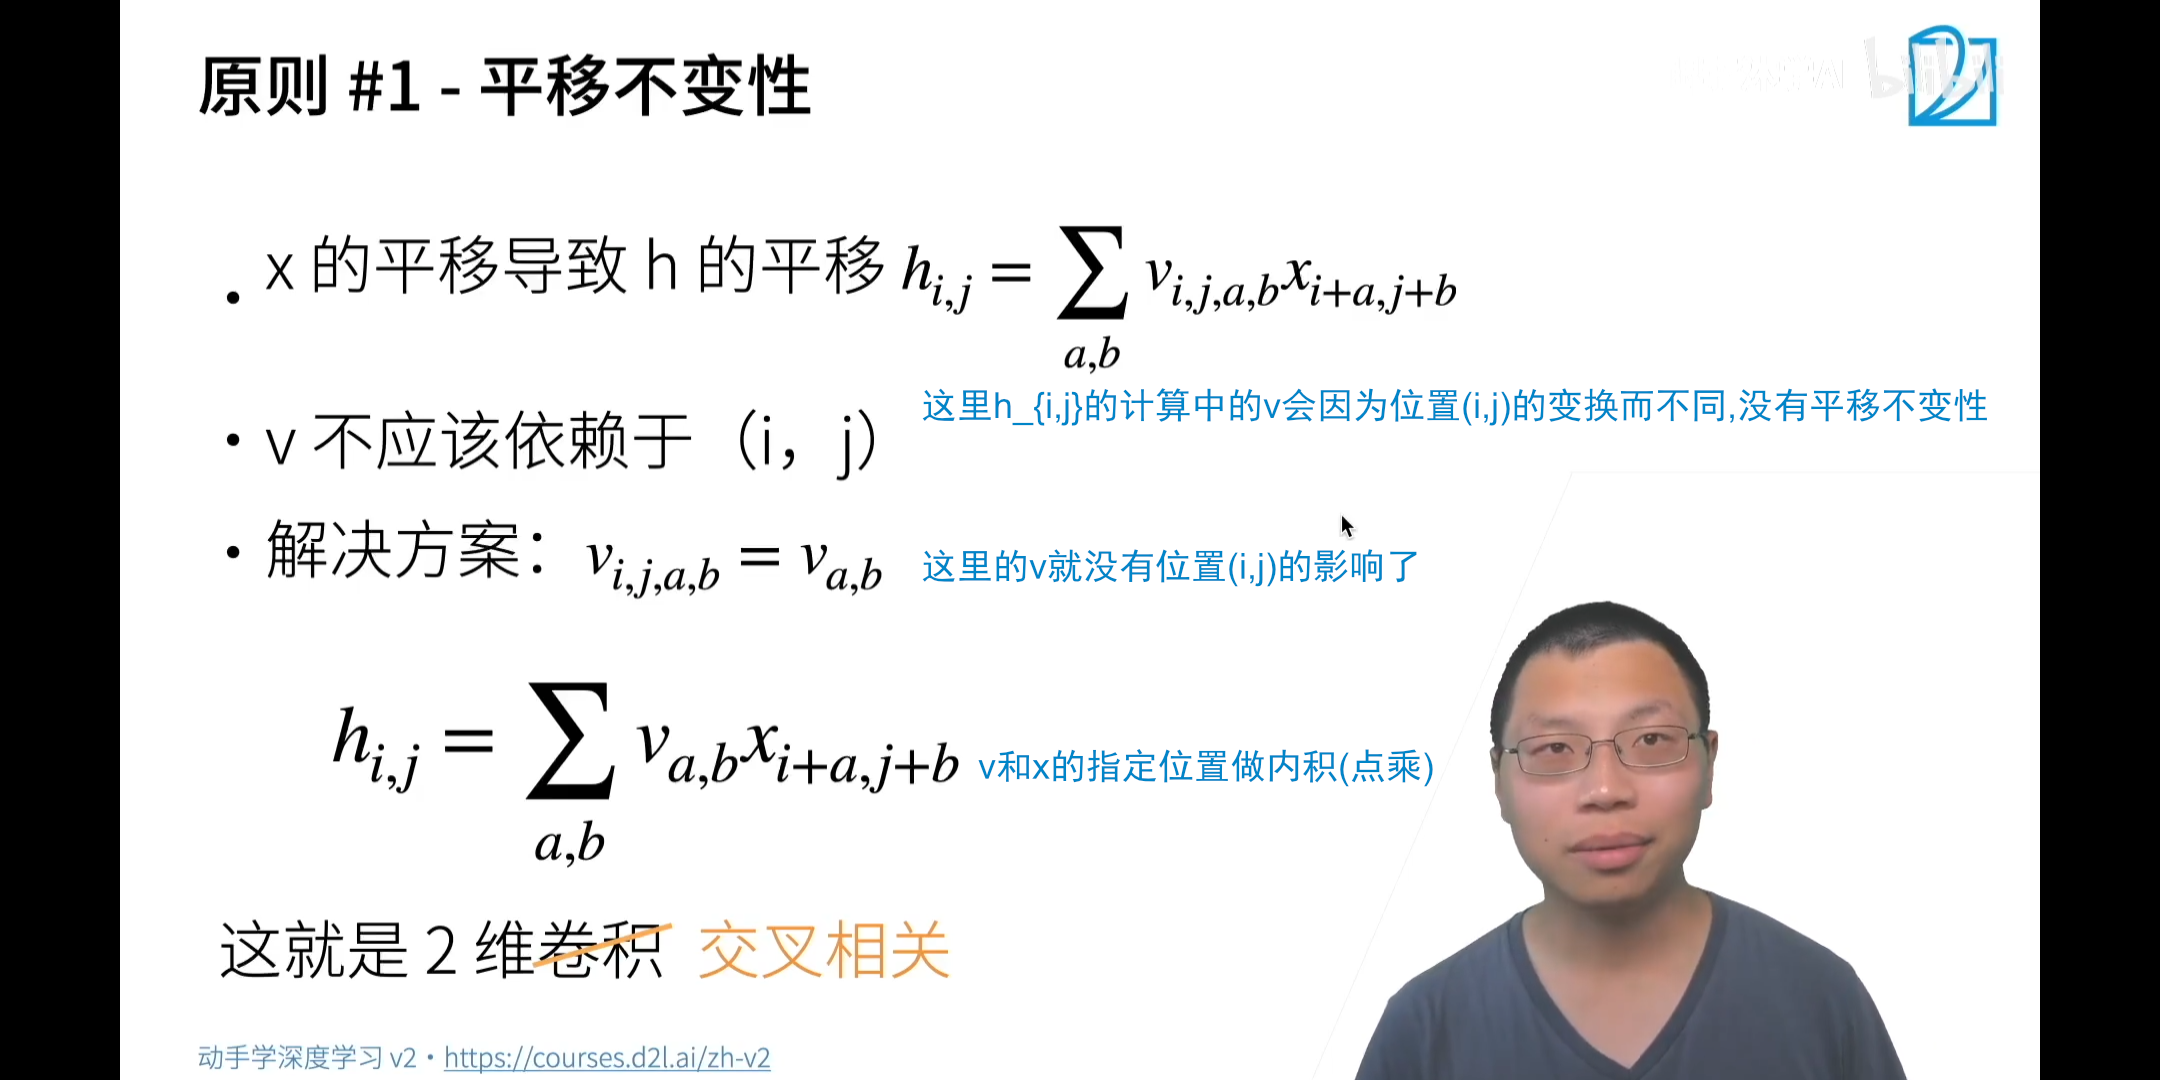 原则 #1 - 平移不变性
bilibili
• x 的平移导致 h 的平移 h_{i,j} = ∑_{a,b} v_{i,j,a,b} x_{i+a,j+b}
这里h_{i,j}的计算中的v会因为位置(i,j)的变换而不同,没有平移不变性
• v 不应该依赖于（i，j）
• 解决方案：v_{i,j,a,b} = v_{a,b} 这里的v就没有位置(i,j)的影响了
h_{i,j} = ∑_{a,b} v_{a,b} x_{i+a,j+b} v和x的指定位置做内积(点乘)
这就是 2 维卷积 交叉相关
动手学深度学习 v2 • https://courses.d2l.ai/zh-v2